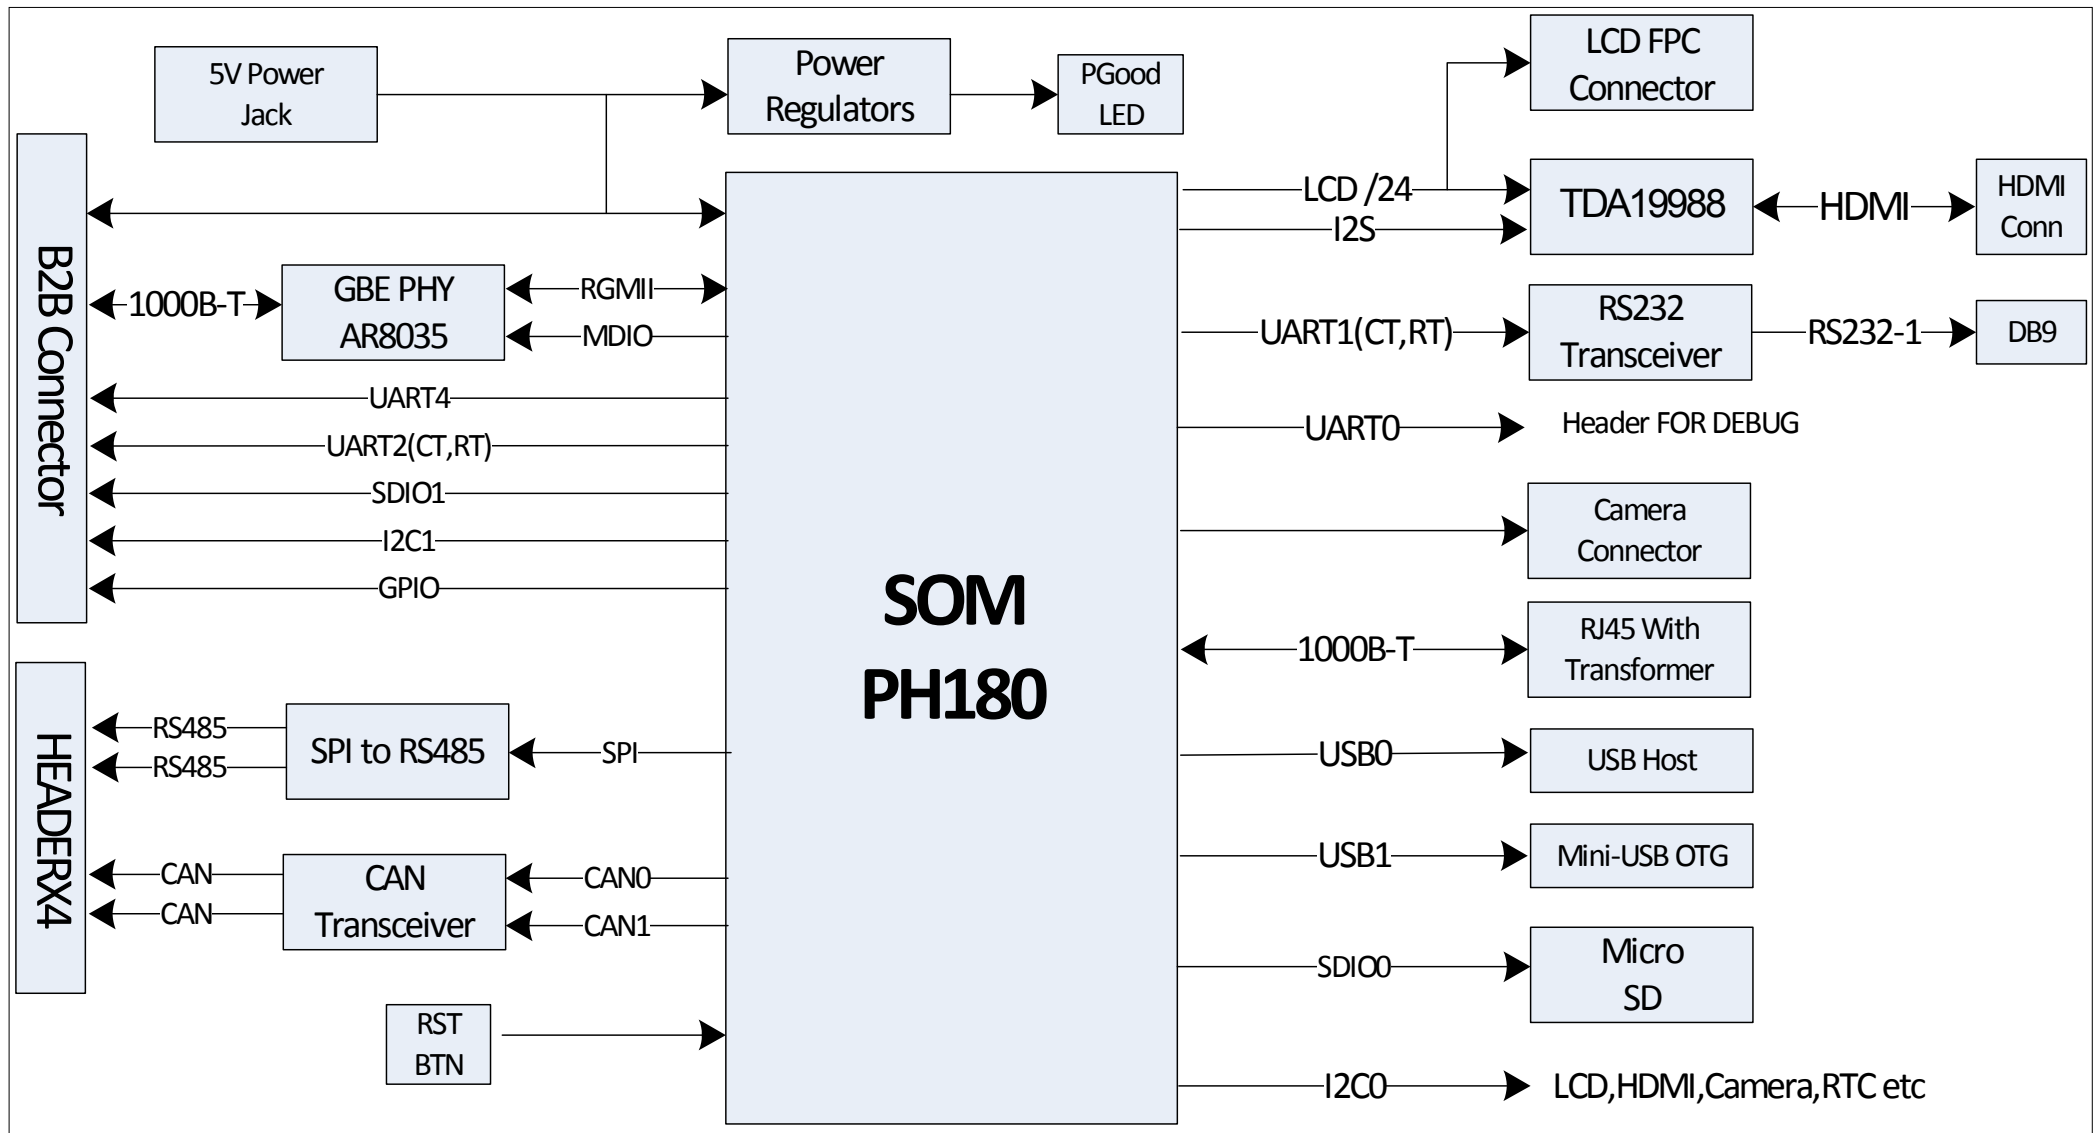 5V Power
Jack
Power
Regulators
PGood
LED
LCD FPC
Connector
B2B Connector
LCD /24
I2S
TDA19988
HDMI
HDMI
Conn
1000B-T
GBE PHY
AR8035
RGMII
MDIO
UART1(CT,RT)
RS232
Transceiver
RS232-1
DB9
UART4
UART2(CT,RT)
SDIO1
I2C1
GPIO
UART0
Header FOR DEBUG
Camera
Connector
SOM
PH180
1000B-T
RJ45 With
Transformer
HEADERX4
RS485
RS485
SPI to RS485
SPI
USB0
USB Host
CAN
CAN
CAN
Transceiver
CAN0
CAN1
USB1
Mini-USB OTG
SDIO0
Micro
SD
RST
BTN
I2C0
LCD,HDMI,Camera,RTC etc